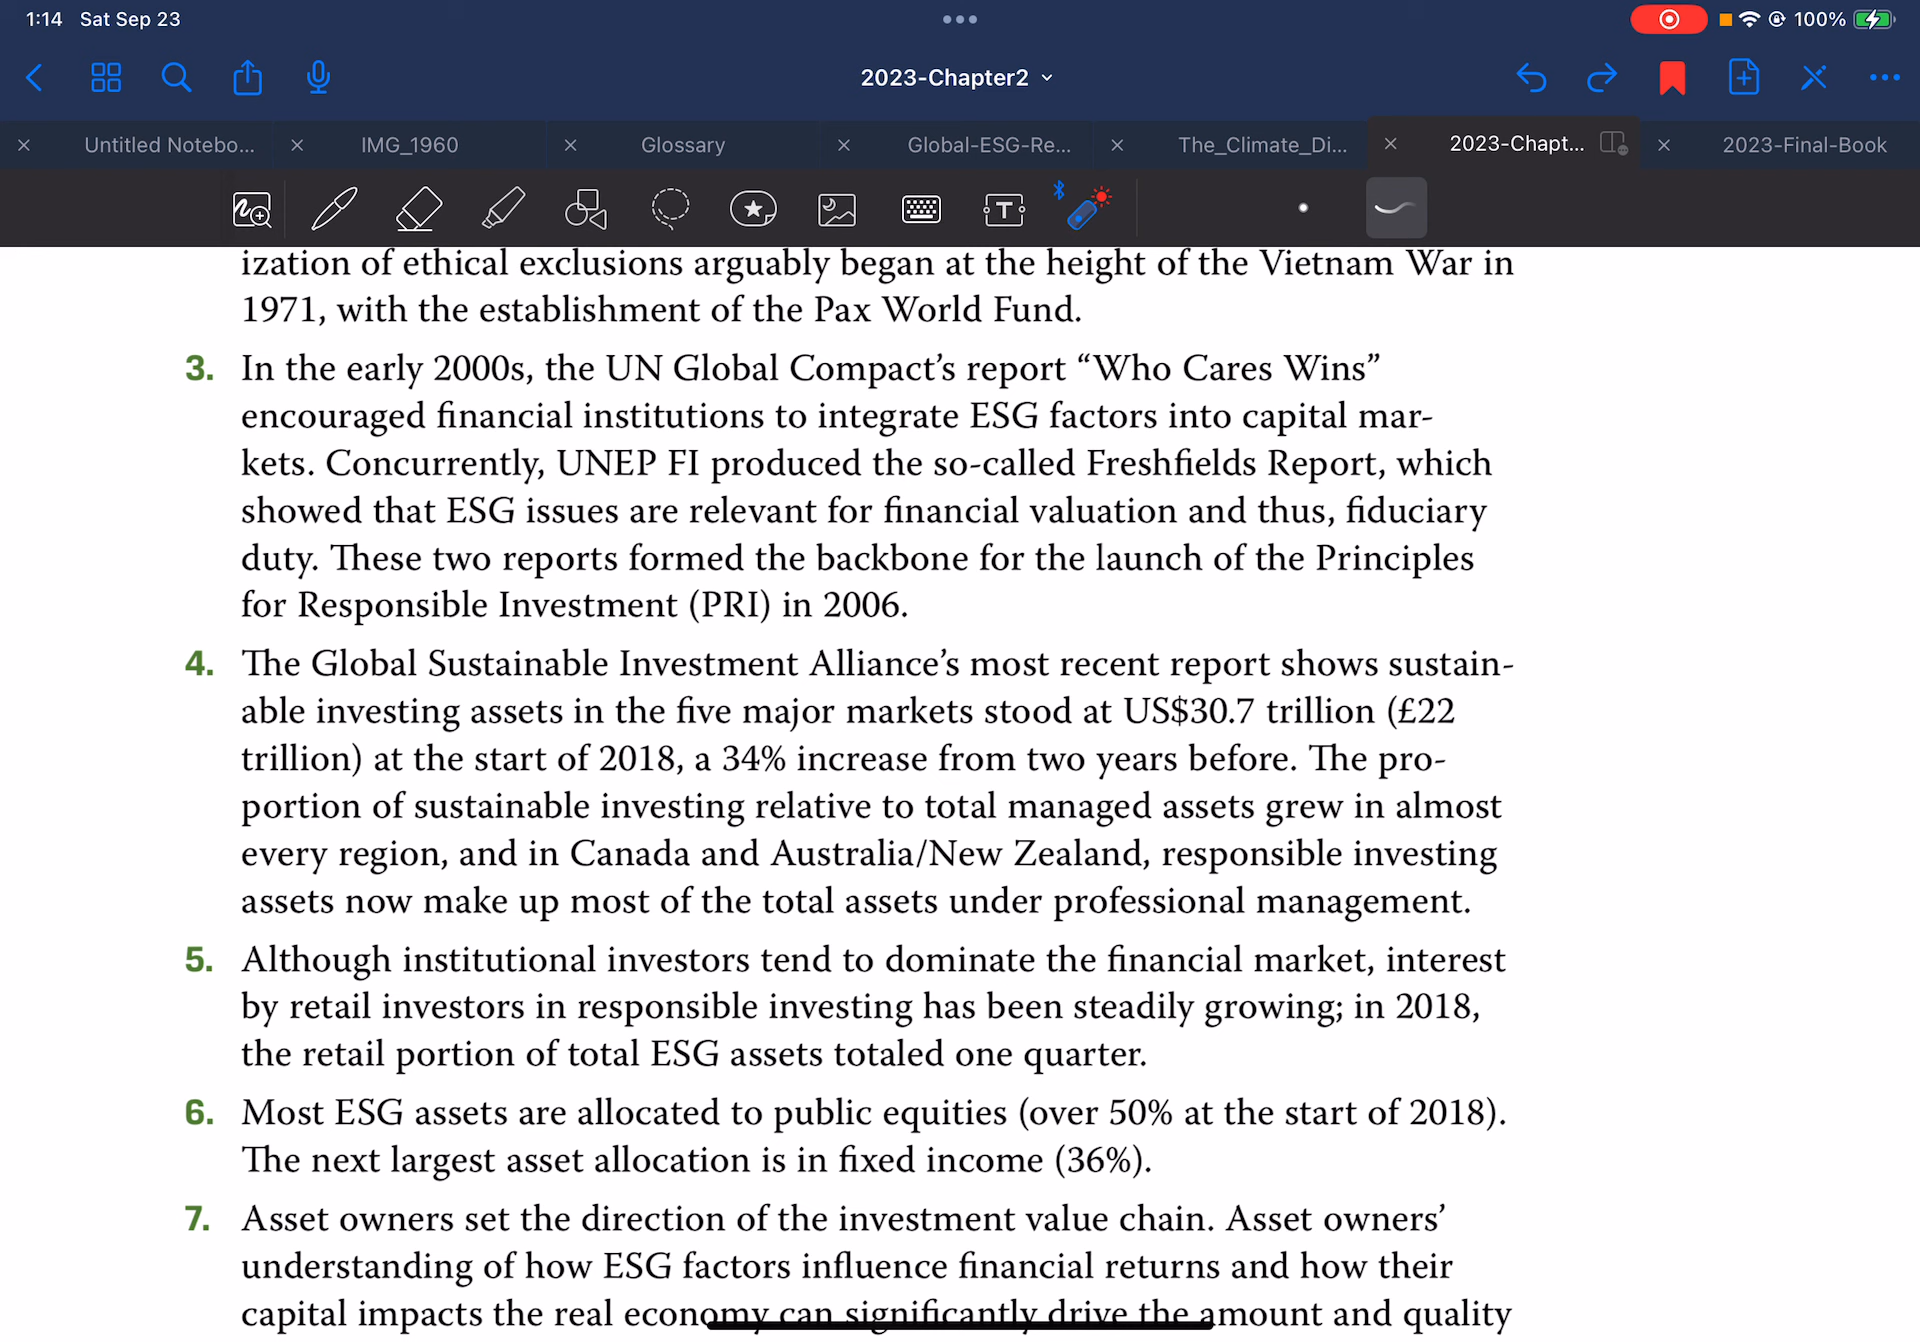 1:14 Sat Sep 23
100%
2023-Chapter2
Untitled Notebo...
IMG_1960
Glossary
Global-ESG-Re...
The_Climate_Di...
2023-Chapt...
2023-Final-Book
ization of ethical exclusions arguably began at the height of the Vietnam War in
1971, with the establishment of the Pax World Fund.
3. In the early 2000s, the UN Global Compact’s report “Who Cares Wins”
encouraged financial institutions to integrate ESG factors into capital mar-
kets. Concurrently, UNEP FI produced the so-called Freshfields Report, which
showed that ESG issues are relevant for financial valuation and thus, fiduciary
duty. These two reports formed the backbone for the launch of the Principles
for Responsible Investment (PRI) in 2006.
4. The Global Sustainable Investment Alliance’s most recent report shows sustain-
able investing assets in the five major markets stood at US$30.7 trillion (£22
trillion) at the start of 2018, a 34% increase from two years before. The pro-
portion of sustainable investing relative to total managed assets grew in almost
every region, and in Canada and Australia/New Zealand, responsible investing
assets now make up most of the total assets under professional management.
5. Although institutional investors tend to dominate the financial market, interest
by retail investors in responsible investing has been steadily growing; in 2018,
the retail portion of total ESG assets totaled one quarter.
6. Most ESG assets are allocated to public equities (over 50% at the start of 2018).
The next largest asset allocation is in fixed income (36%).
7. Asset owners set the direction of the investment value chain. Asset owners’
understanding of how ESG factors influence financial returns and how their
capital impacts the real economy can significantly drive the amount and quality